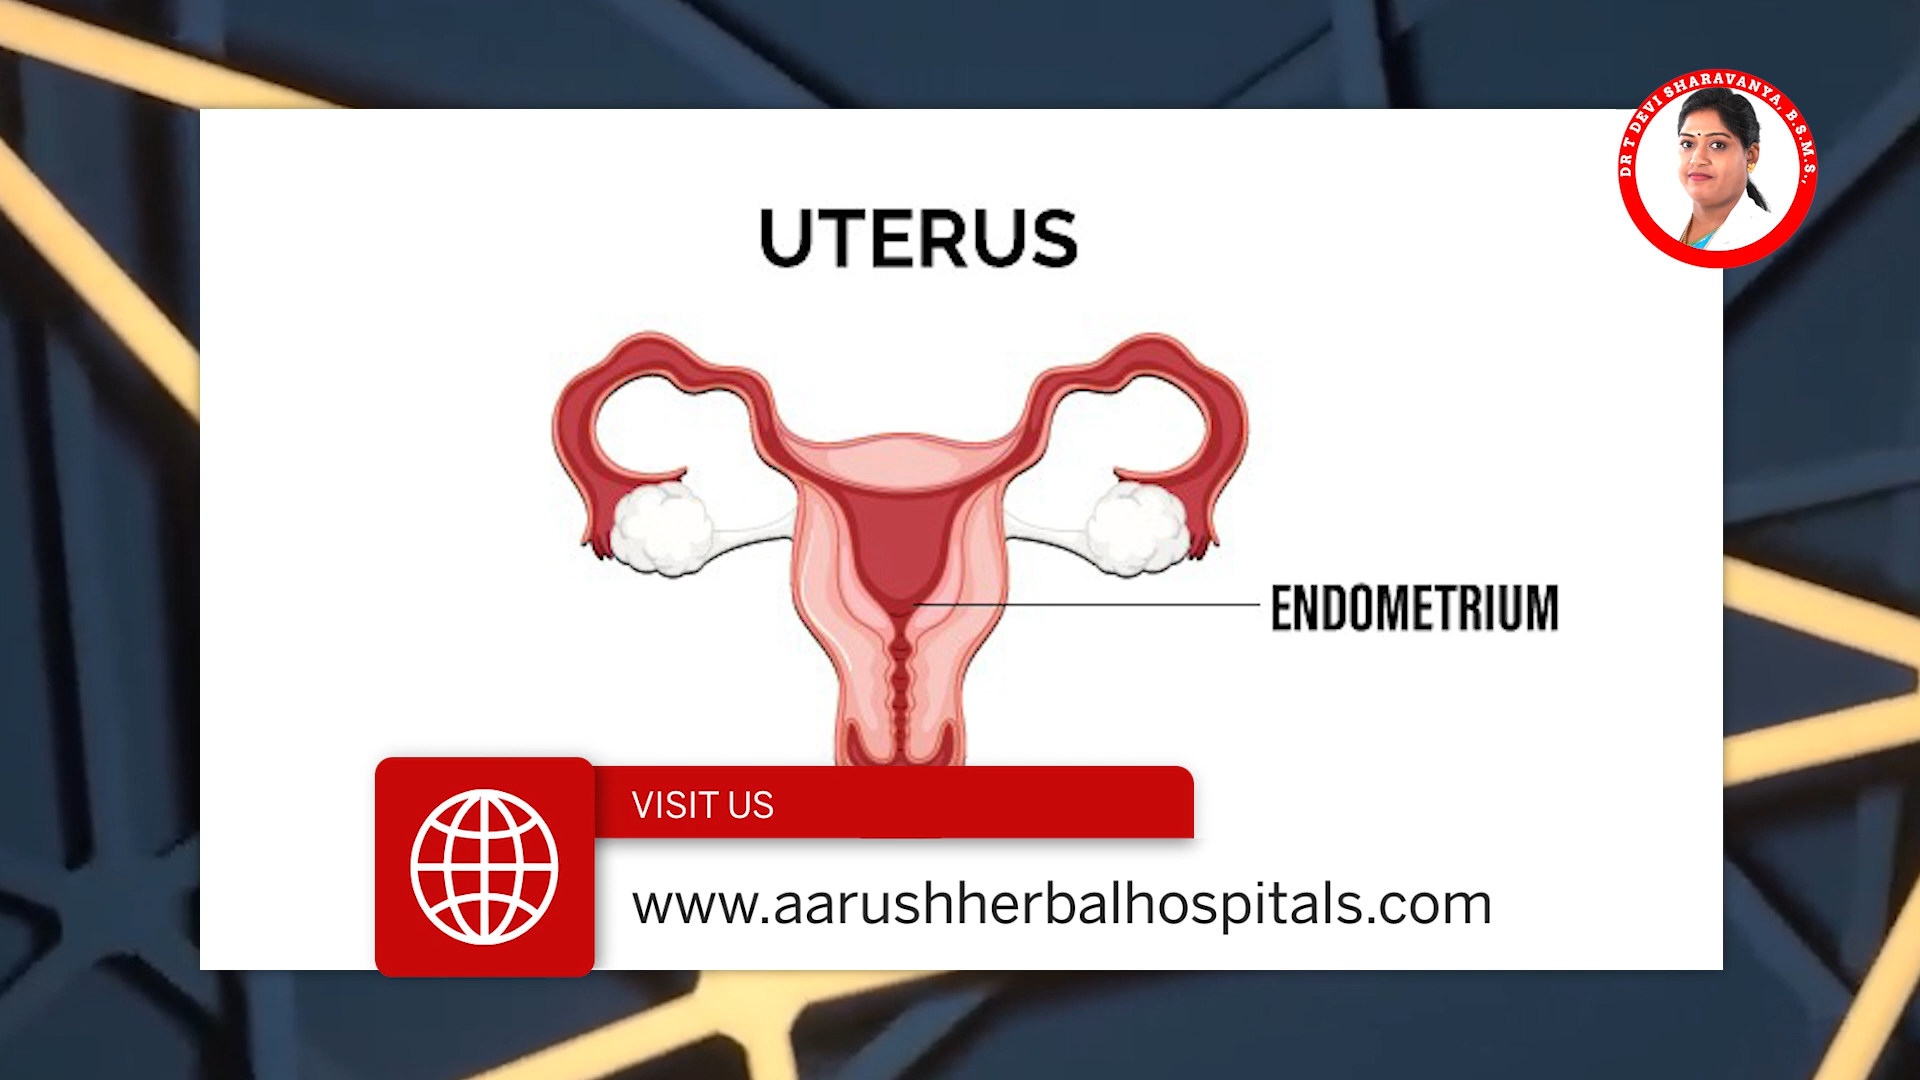 DR T DEVI SHARAVANYA, B.S.M.S.,
UTERUS
ENDOMETRIUM
VISIT US
www.aarushherbalhospitals.com